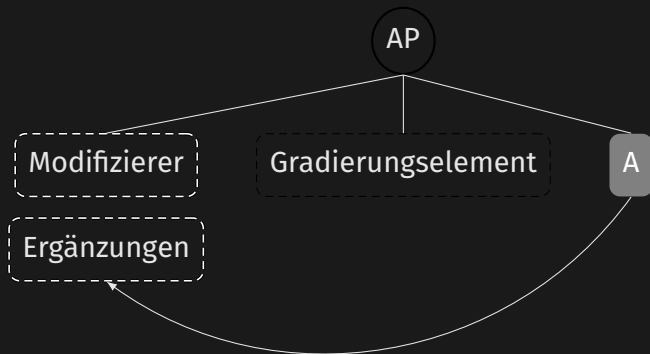 AP
Modifizierer
Gradierungselement
A
Ergänzungen